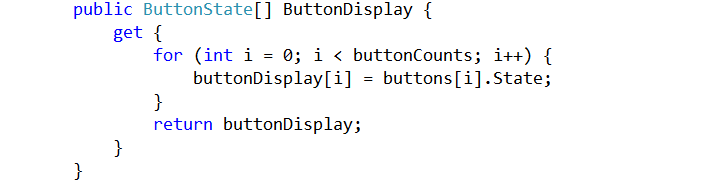 public ButtonState[] ButtonDisplay {
    get {
        for (int i = 0; i < buttonCounts; i++) {
            buttonDisplay[i] = buttons[i].State;
        }
        return buttonDisplay;
    }
}